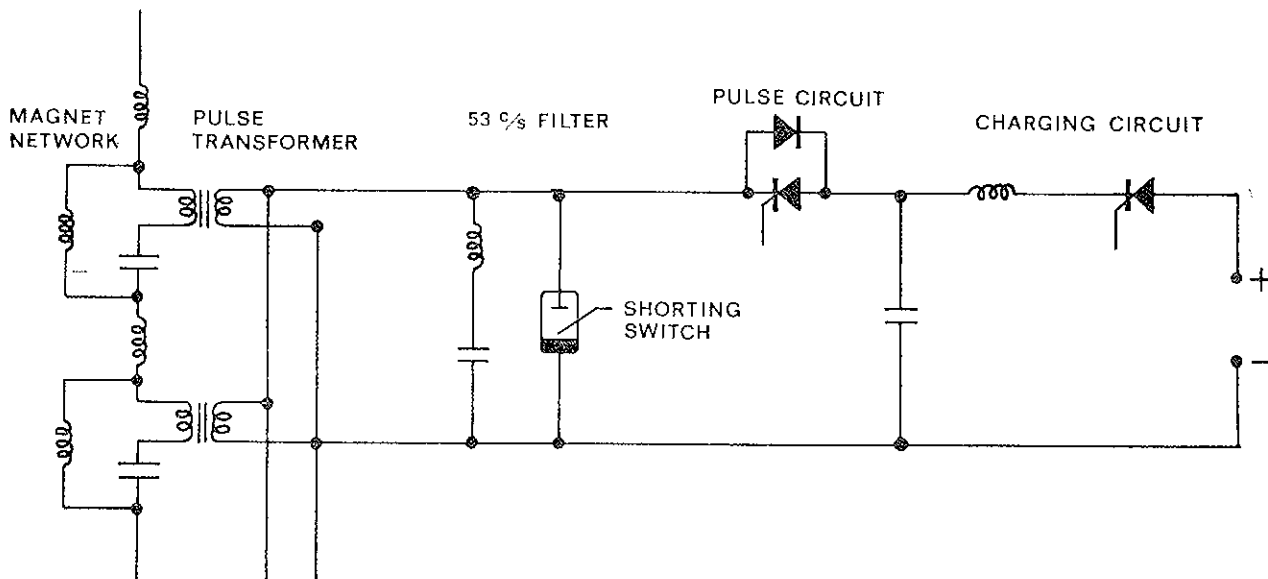 MAGNET
NETWORK
PULSE
TRANSFORMER
53 c/s FILTER
PULSE CIRCUIT
CHARGING CIRCUIT
SHORTING
SWITCH
+
−